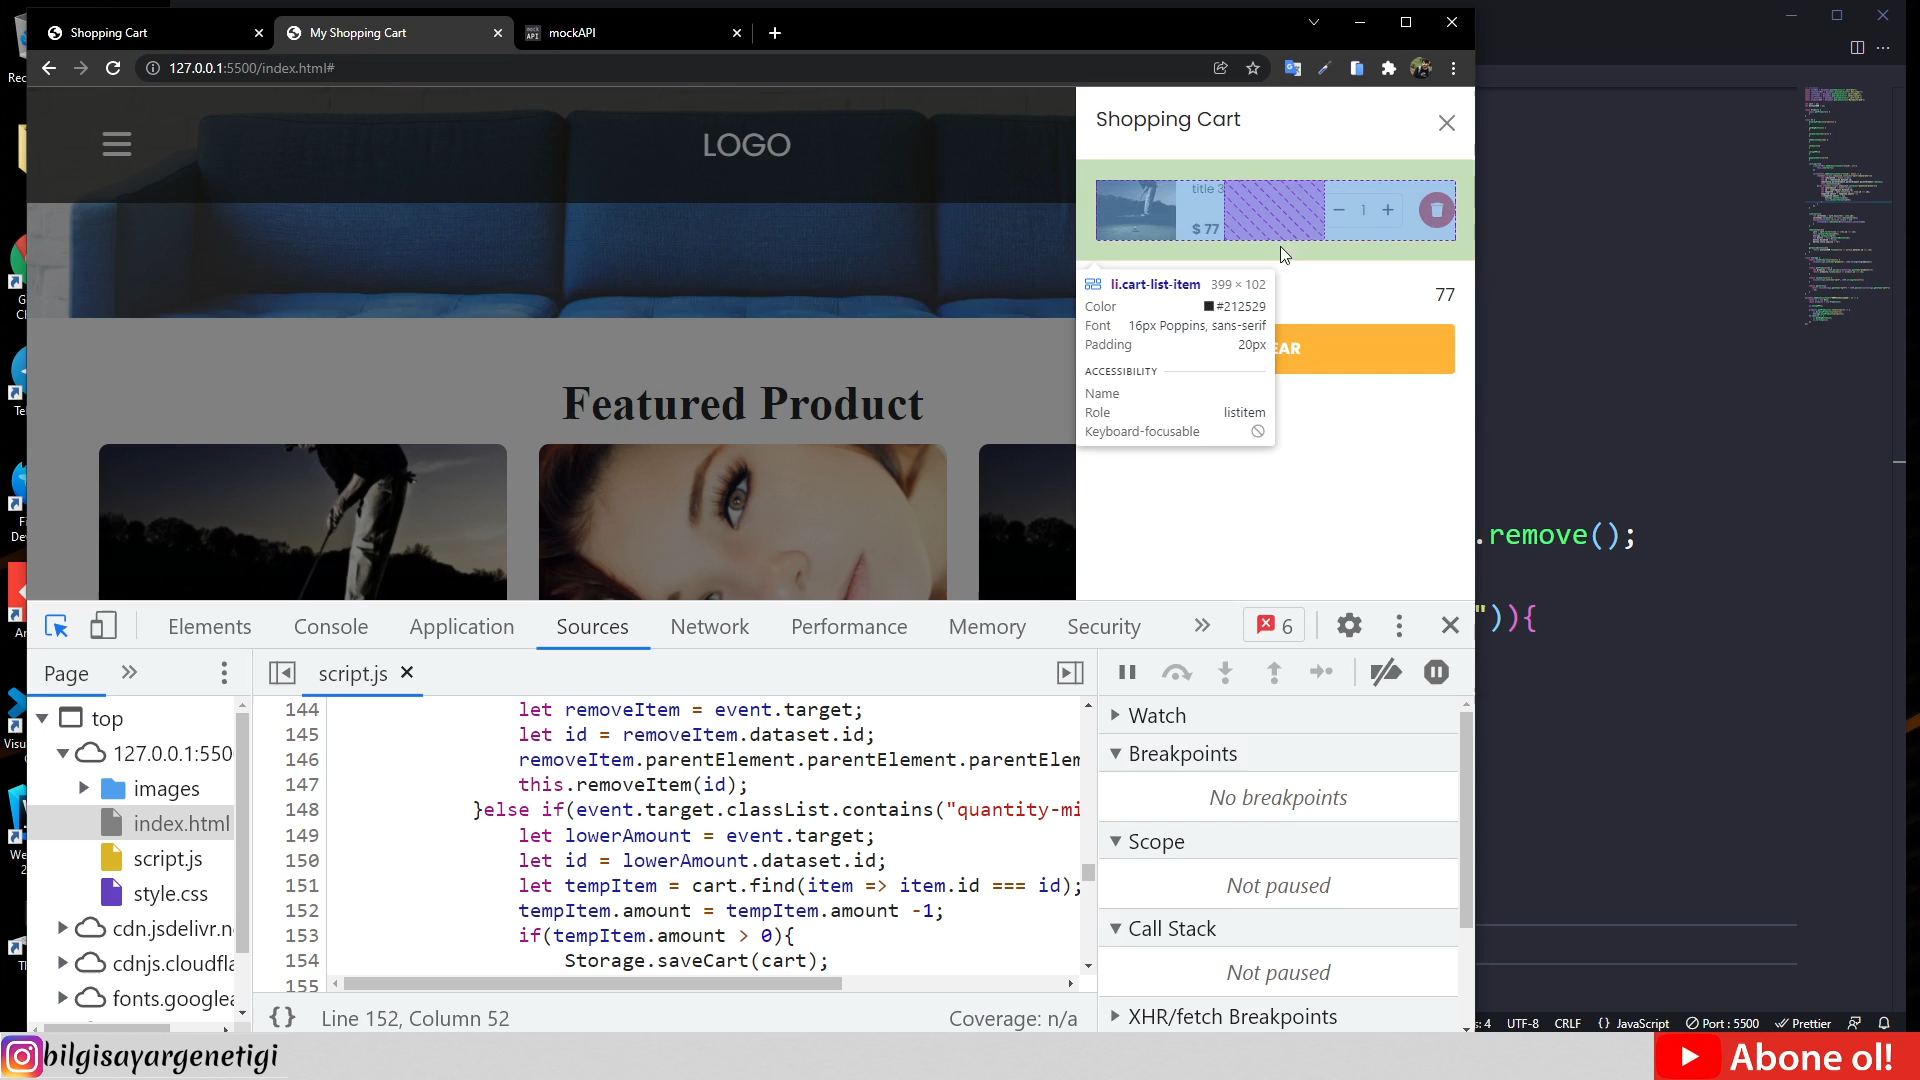 Shopping Cart
My Shopping Cart
mockAPI
127.0.0.1:5500/index.html#
LOGO
Shopping Cart
title 3
$ 77
1
li.cart-list-item 399 × 102
Color #212529
Font 16px Poppins, sans-serif
Padding 20px
ACCESSIBILITY
Name
Role listitem
Keyboard-focusable
77
EAR
Featured Product
.remove();
")){
Elements Console Application Sources Network Performance Memory Security 6
Page
script.js
top
127.0.0.1:550
images
index.html
script.js
style.css
cdn.jsdelivr.n
cdnjs.cloudfla
fonts.google
144 let removeItem = event.target;
145 let id = removeItem.dataset.id;
146 removeItem.parentElement.parentElement.parentElem
147 this.removeItem(id);
148 }else if(event.target.classList.contains("quantity-mi
149 let lowerAmount = event.target;
150 let id = lowerAmount.dataset.id;
151 let tempItem = cart.find(item => item.id === id);
152 tempItem.amount = tempItem.amount -1;
153 if(tempItem.amount > 0){
154 Storage.saveCart(cart);
155
{} Line 152, Column 52
Coverage: n/a
Watch
Breakpoints
No breakpoints
Scope
Not paused
Call Stack
Not paused
XHR/fetch Breakpoints
s: 4 UTF-8 CRLF {} JavaScript Port : 5500 Prettier
bilgisayargenetigi
Abone ol!